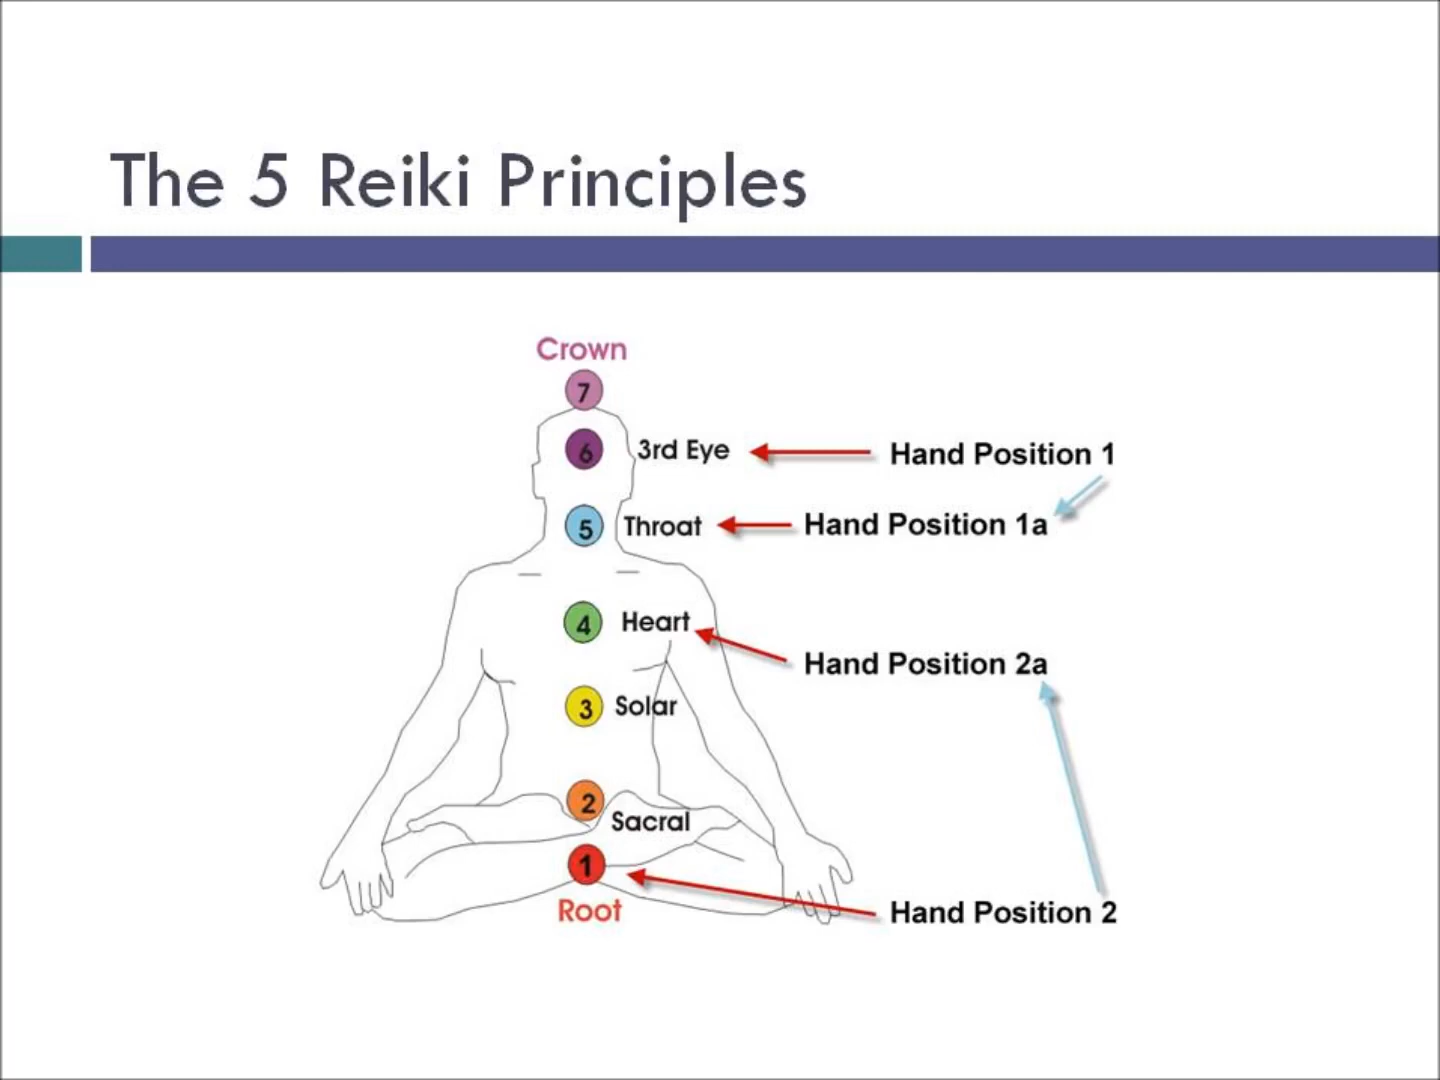 The 5 Reiki Principles
Crown
7
6 3rd Eye Hand Position 1
5 Throat Hand Position 1a
4 Heart
Hand Position 2a
3 Solar
2
Sacral
1
Root Hand Position 2